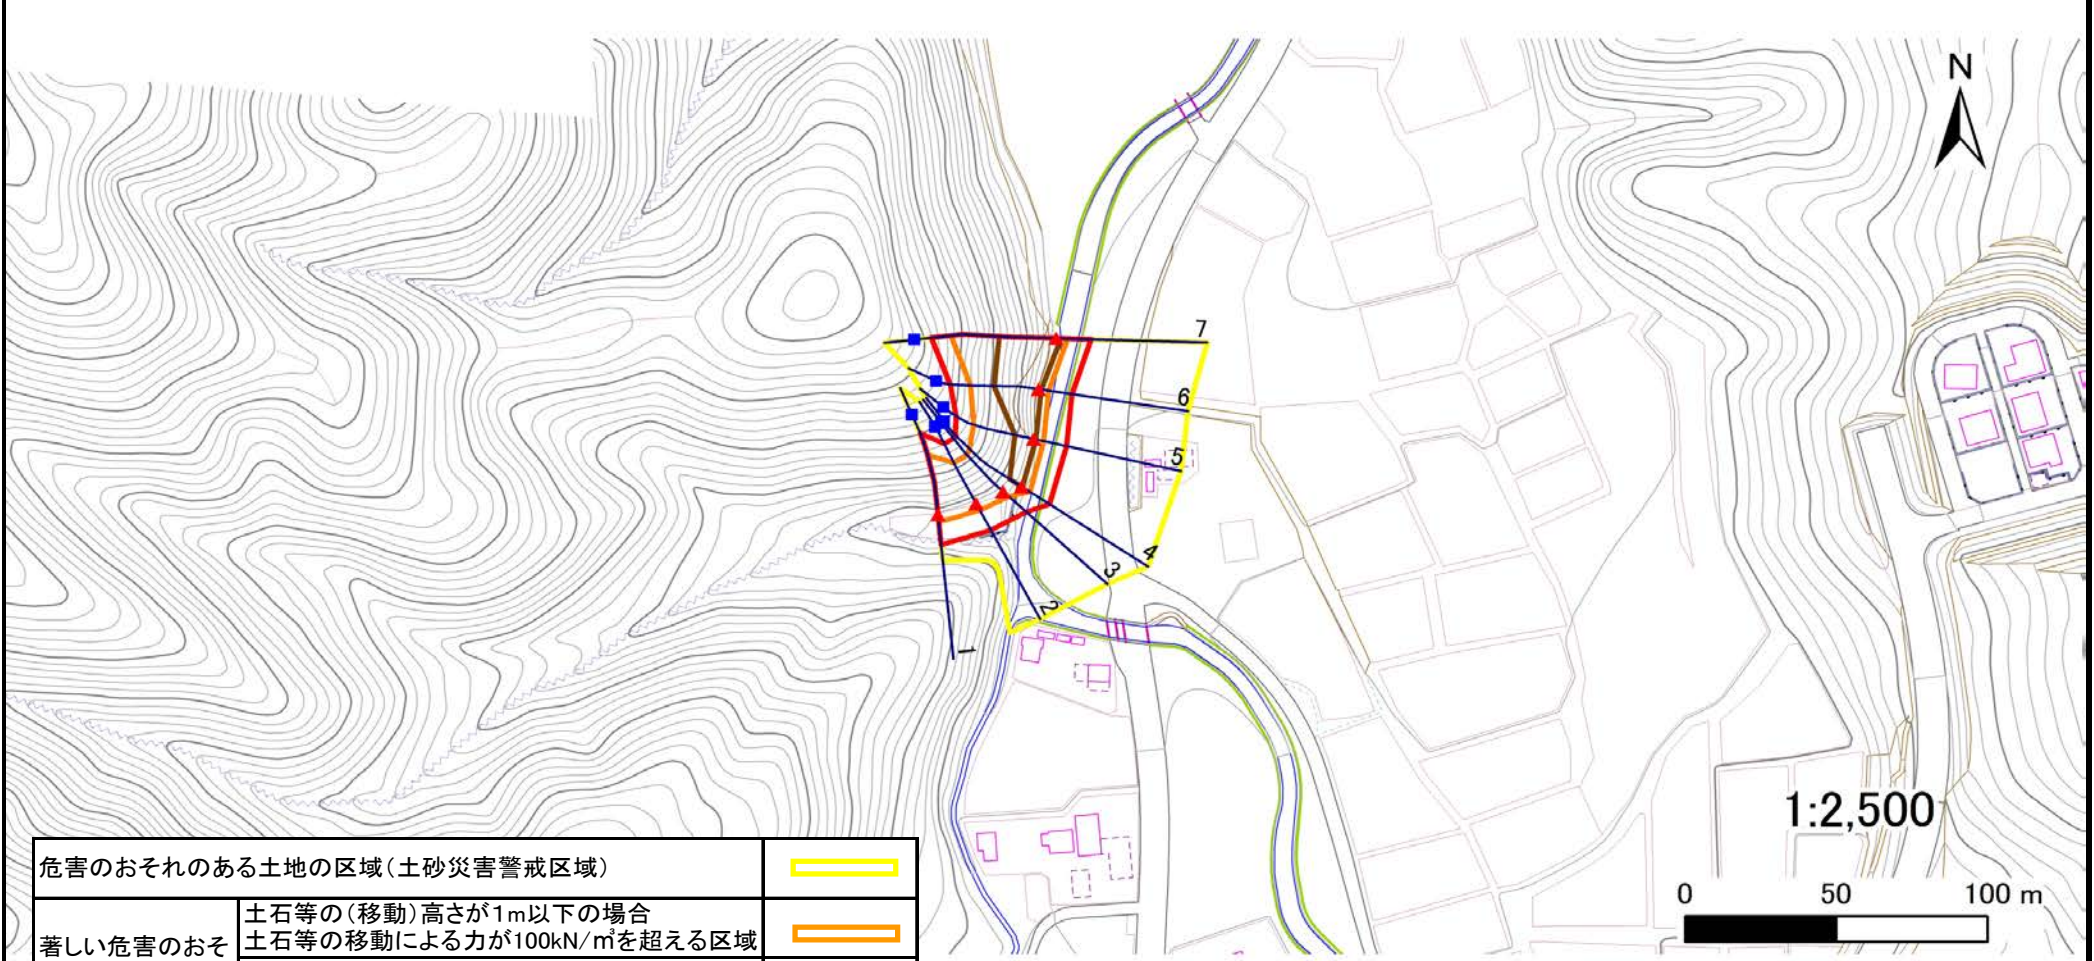 N
7
6
5
4
3
2
1
1:2,500
0 50 100 m
危害のおそれのある土地の区域(土砂災害警戒区域)
土石等の(移動)高さが1m以下の場合
土石等の移動による力が100kN/㎥を超える区域
著しい危害のおそ